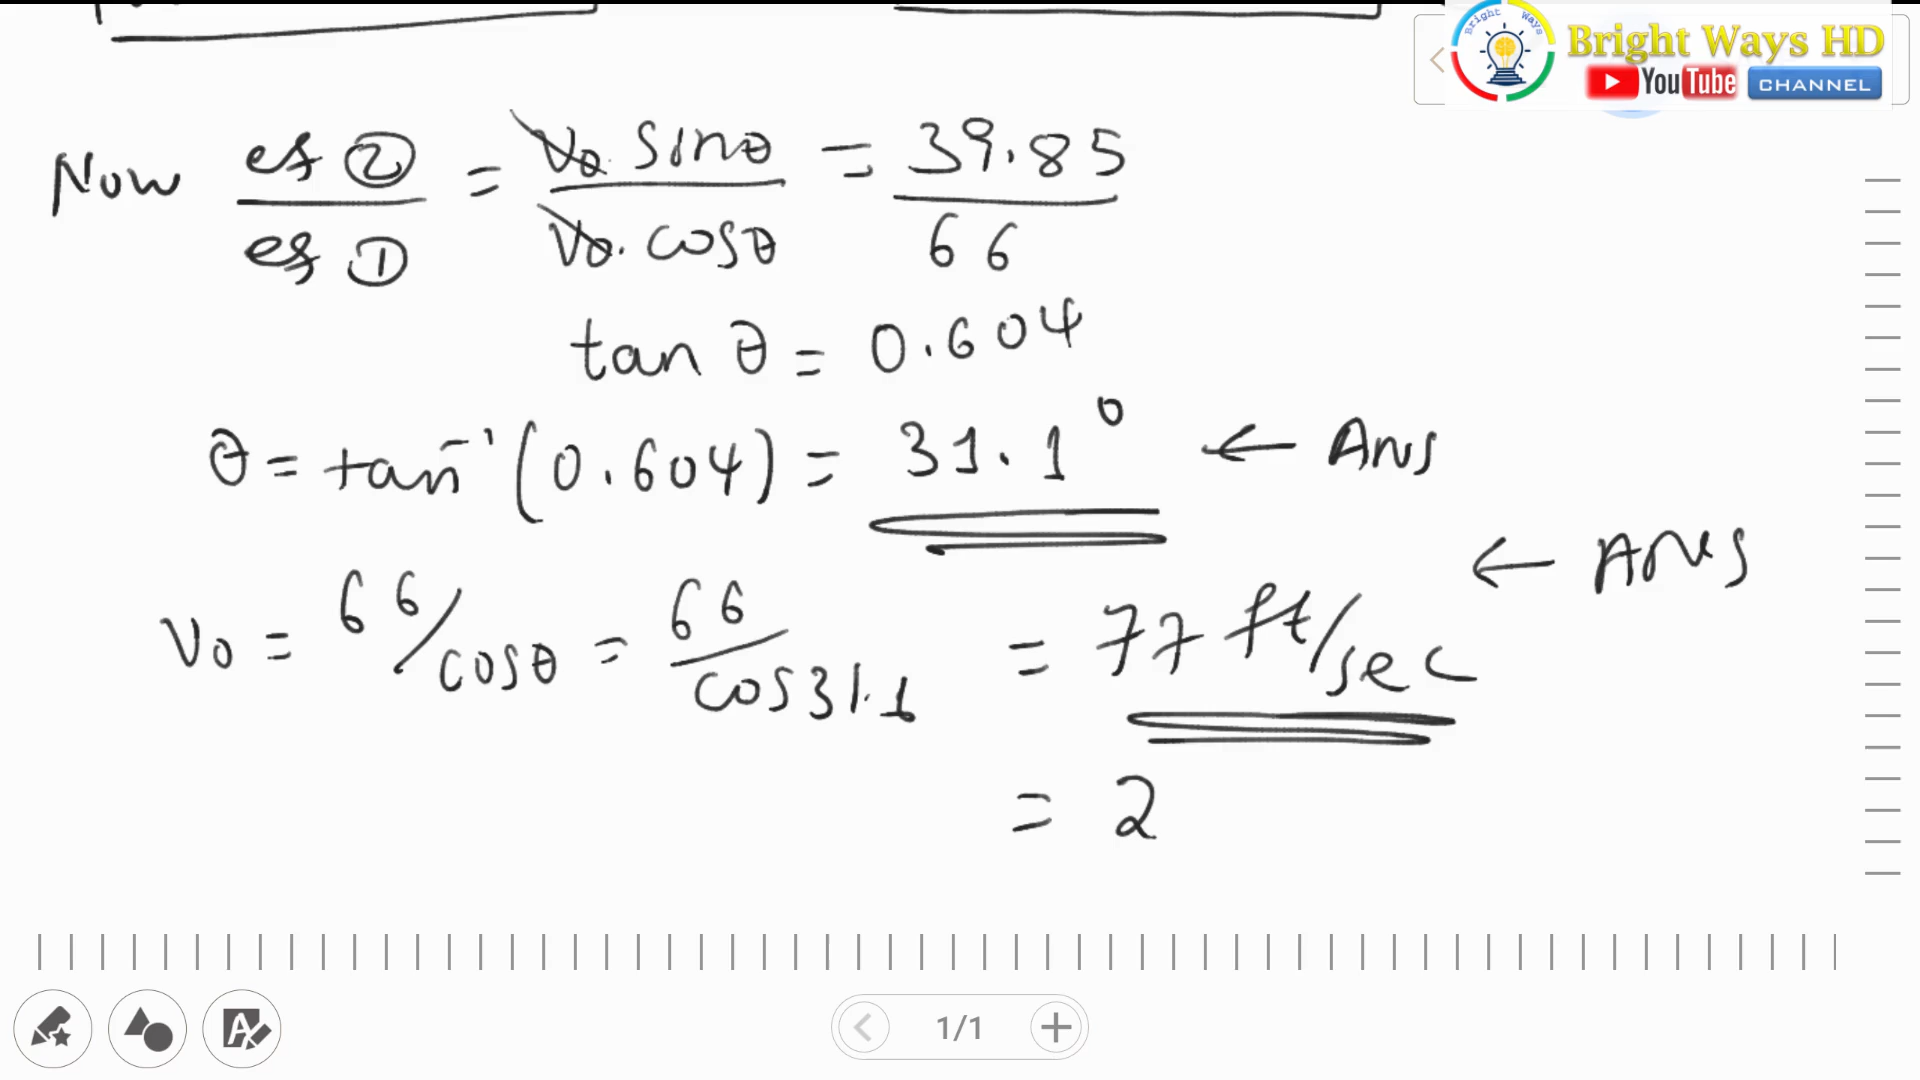 Bright Ways
Bright Ways HD
YouTube CHANNEL
Now eq ② / eq ① = V₀ sinθ / V₀. cosθ = 39.85 / 66
tan θ = 0.604
θ = tan⁻¹(0.604) = 31.1° ← Ans
V₀ = 66/cosθ = 66 / cos31.1 = 77 ft/sec ← Ans
= 2
1/1